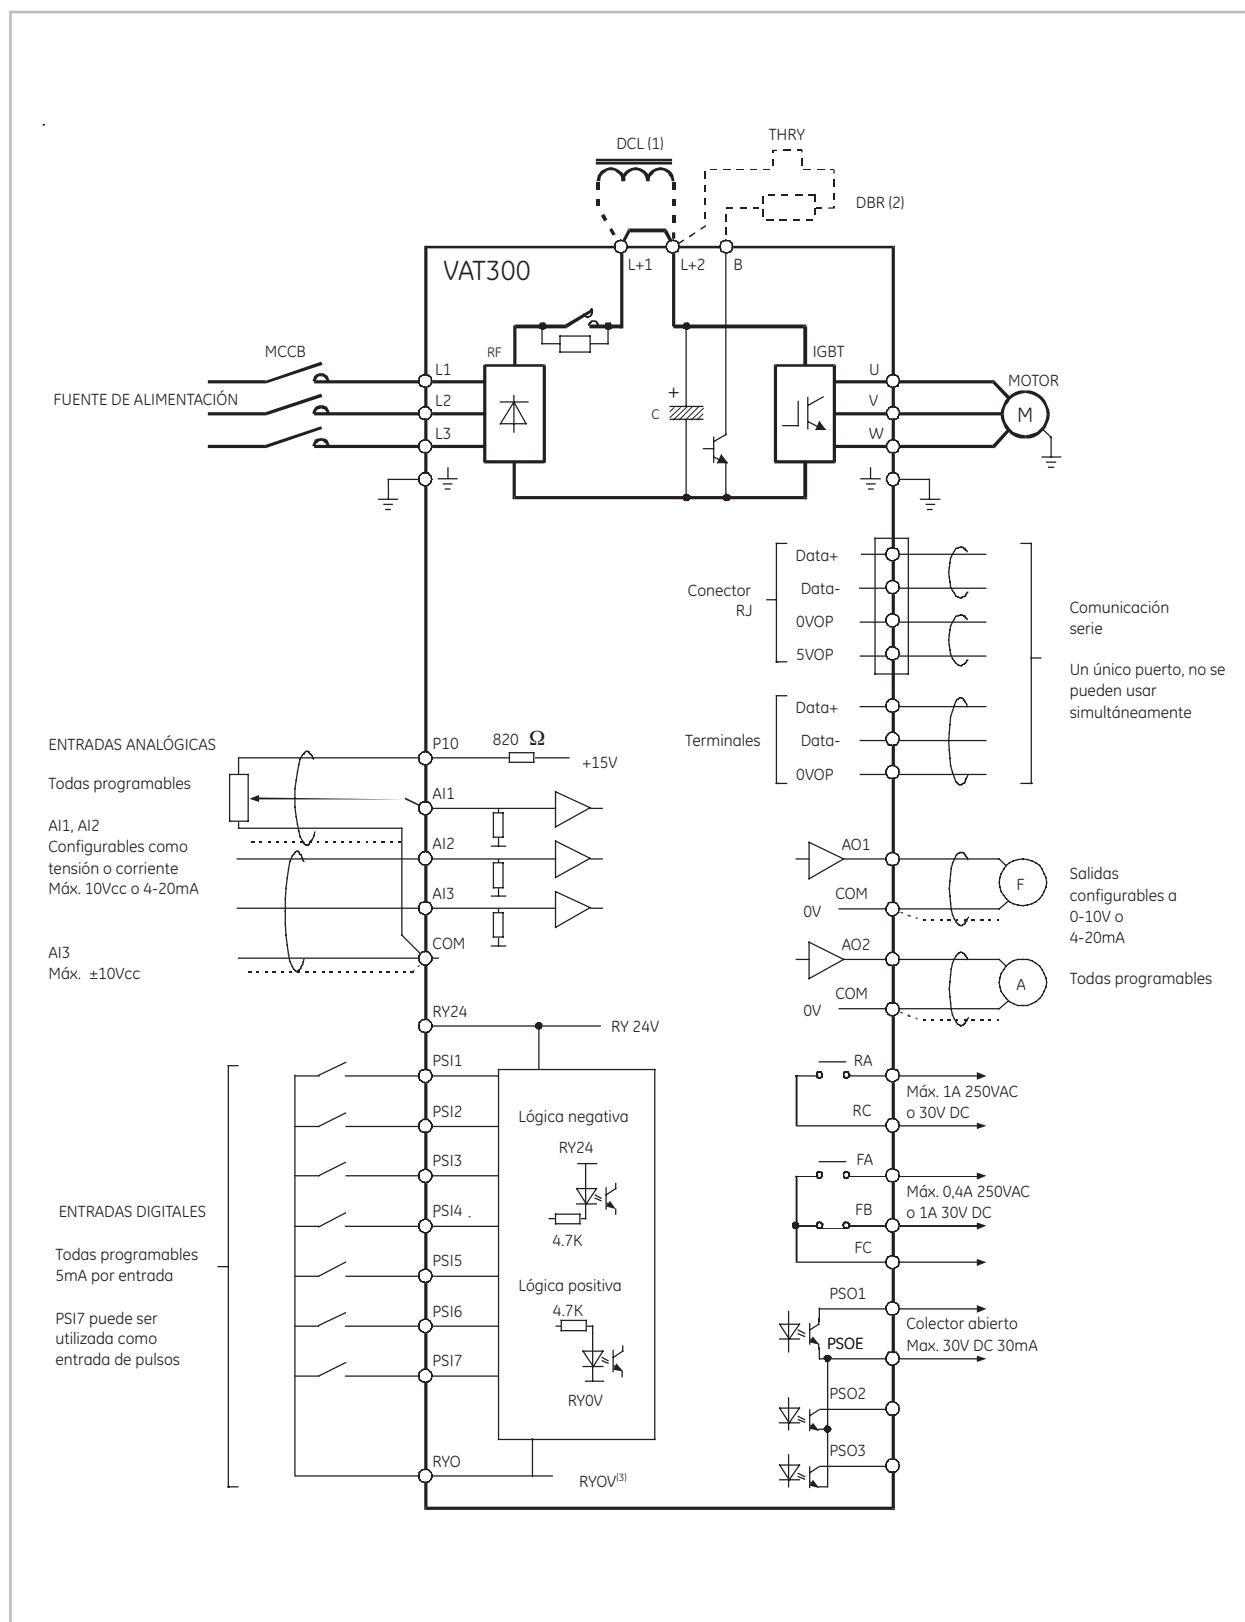 DCL (1)
THRY
DBR (2)
VAT300
L+1
L+2
B
MCCB
RF
IGBT
FUENTE DE ALIMENTACIÓN
L1
L2
L3
+
C
U
V
W
MOTOR
M
Data+
Data-
0VOP
5VOP
Conector
RJ
Comunicación
serie
Un único puerto, no se
pueden usar
simultáneamente
Data+
Data-
0VOP
Terminales
ENTRADAS ANALÓGICAS
Todas programables
AI1, AI2
Configurables como
tensión o corriente
Máx. 10Vcc o 4-20mA
AI3
Máx. ±10Vcc
P10
820 Ω
+15V
AI1
AI2
AI3
COM
AO1
COM
0V
F
AO2
COM
0V
A
Salidas
configurables a
0-10V o
4-20mA
Todas programables
RY24
RY 24V
PSI1
PSI2
PSI3
PSI4 .
PSI5
PSI6
PSI7
RYO
RYOV(3)
Lógica negativa
RY24
4.7K
Lógica positiva
4.7K
RY0V
ENTRADAS DIGITALES
Todas programables
5mA por entrada
PSI7 puede ser
utilizada como
entrada de pulsos
RA
RC
Máx. 1A 250VAC
o 30V DC
FA
FB
FC
Máx. 0,4A 250VAC
o 1A 30V DC
PSO1
PSOE
PSO2
PSO3
Colector abierto
Max. 30V DC 30mA